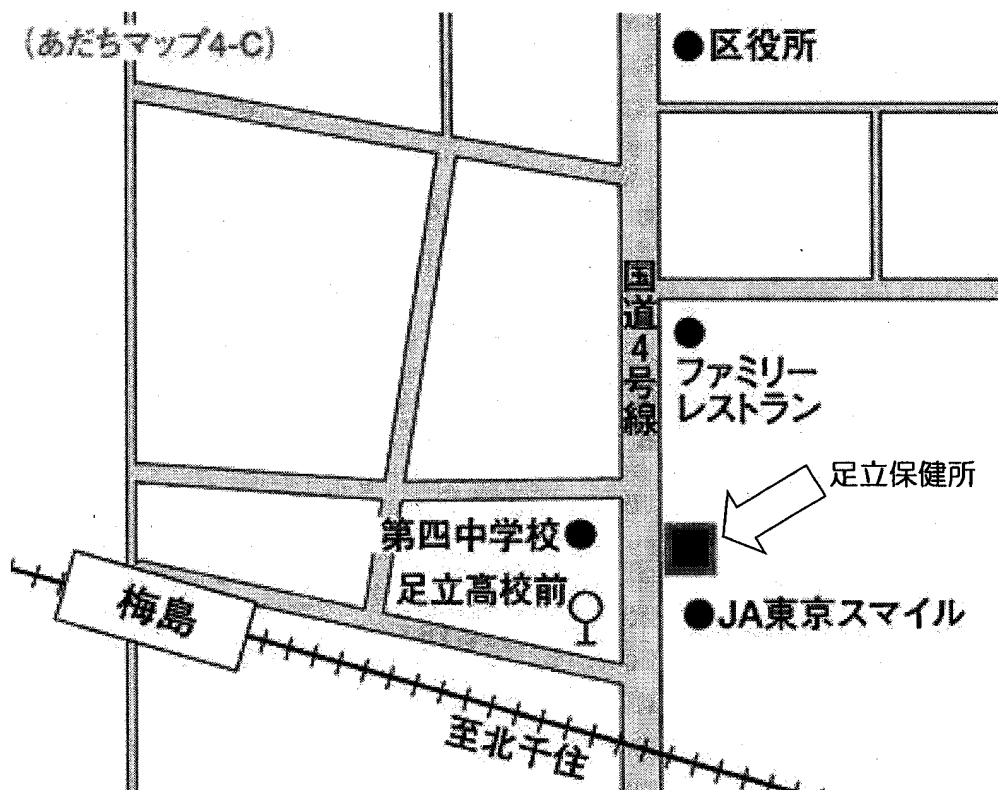 (あだちマップ4-C)
区役所
国道4号線
ファミリー
レストラン
足立保健所
第四中学校
足立高校前
JA東京スマイル
梅島
至北千住